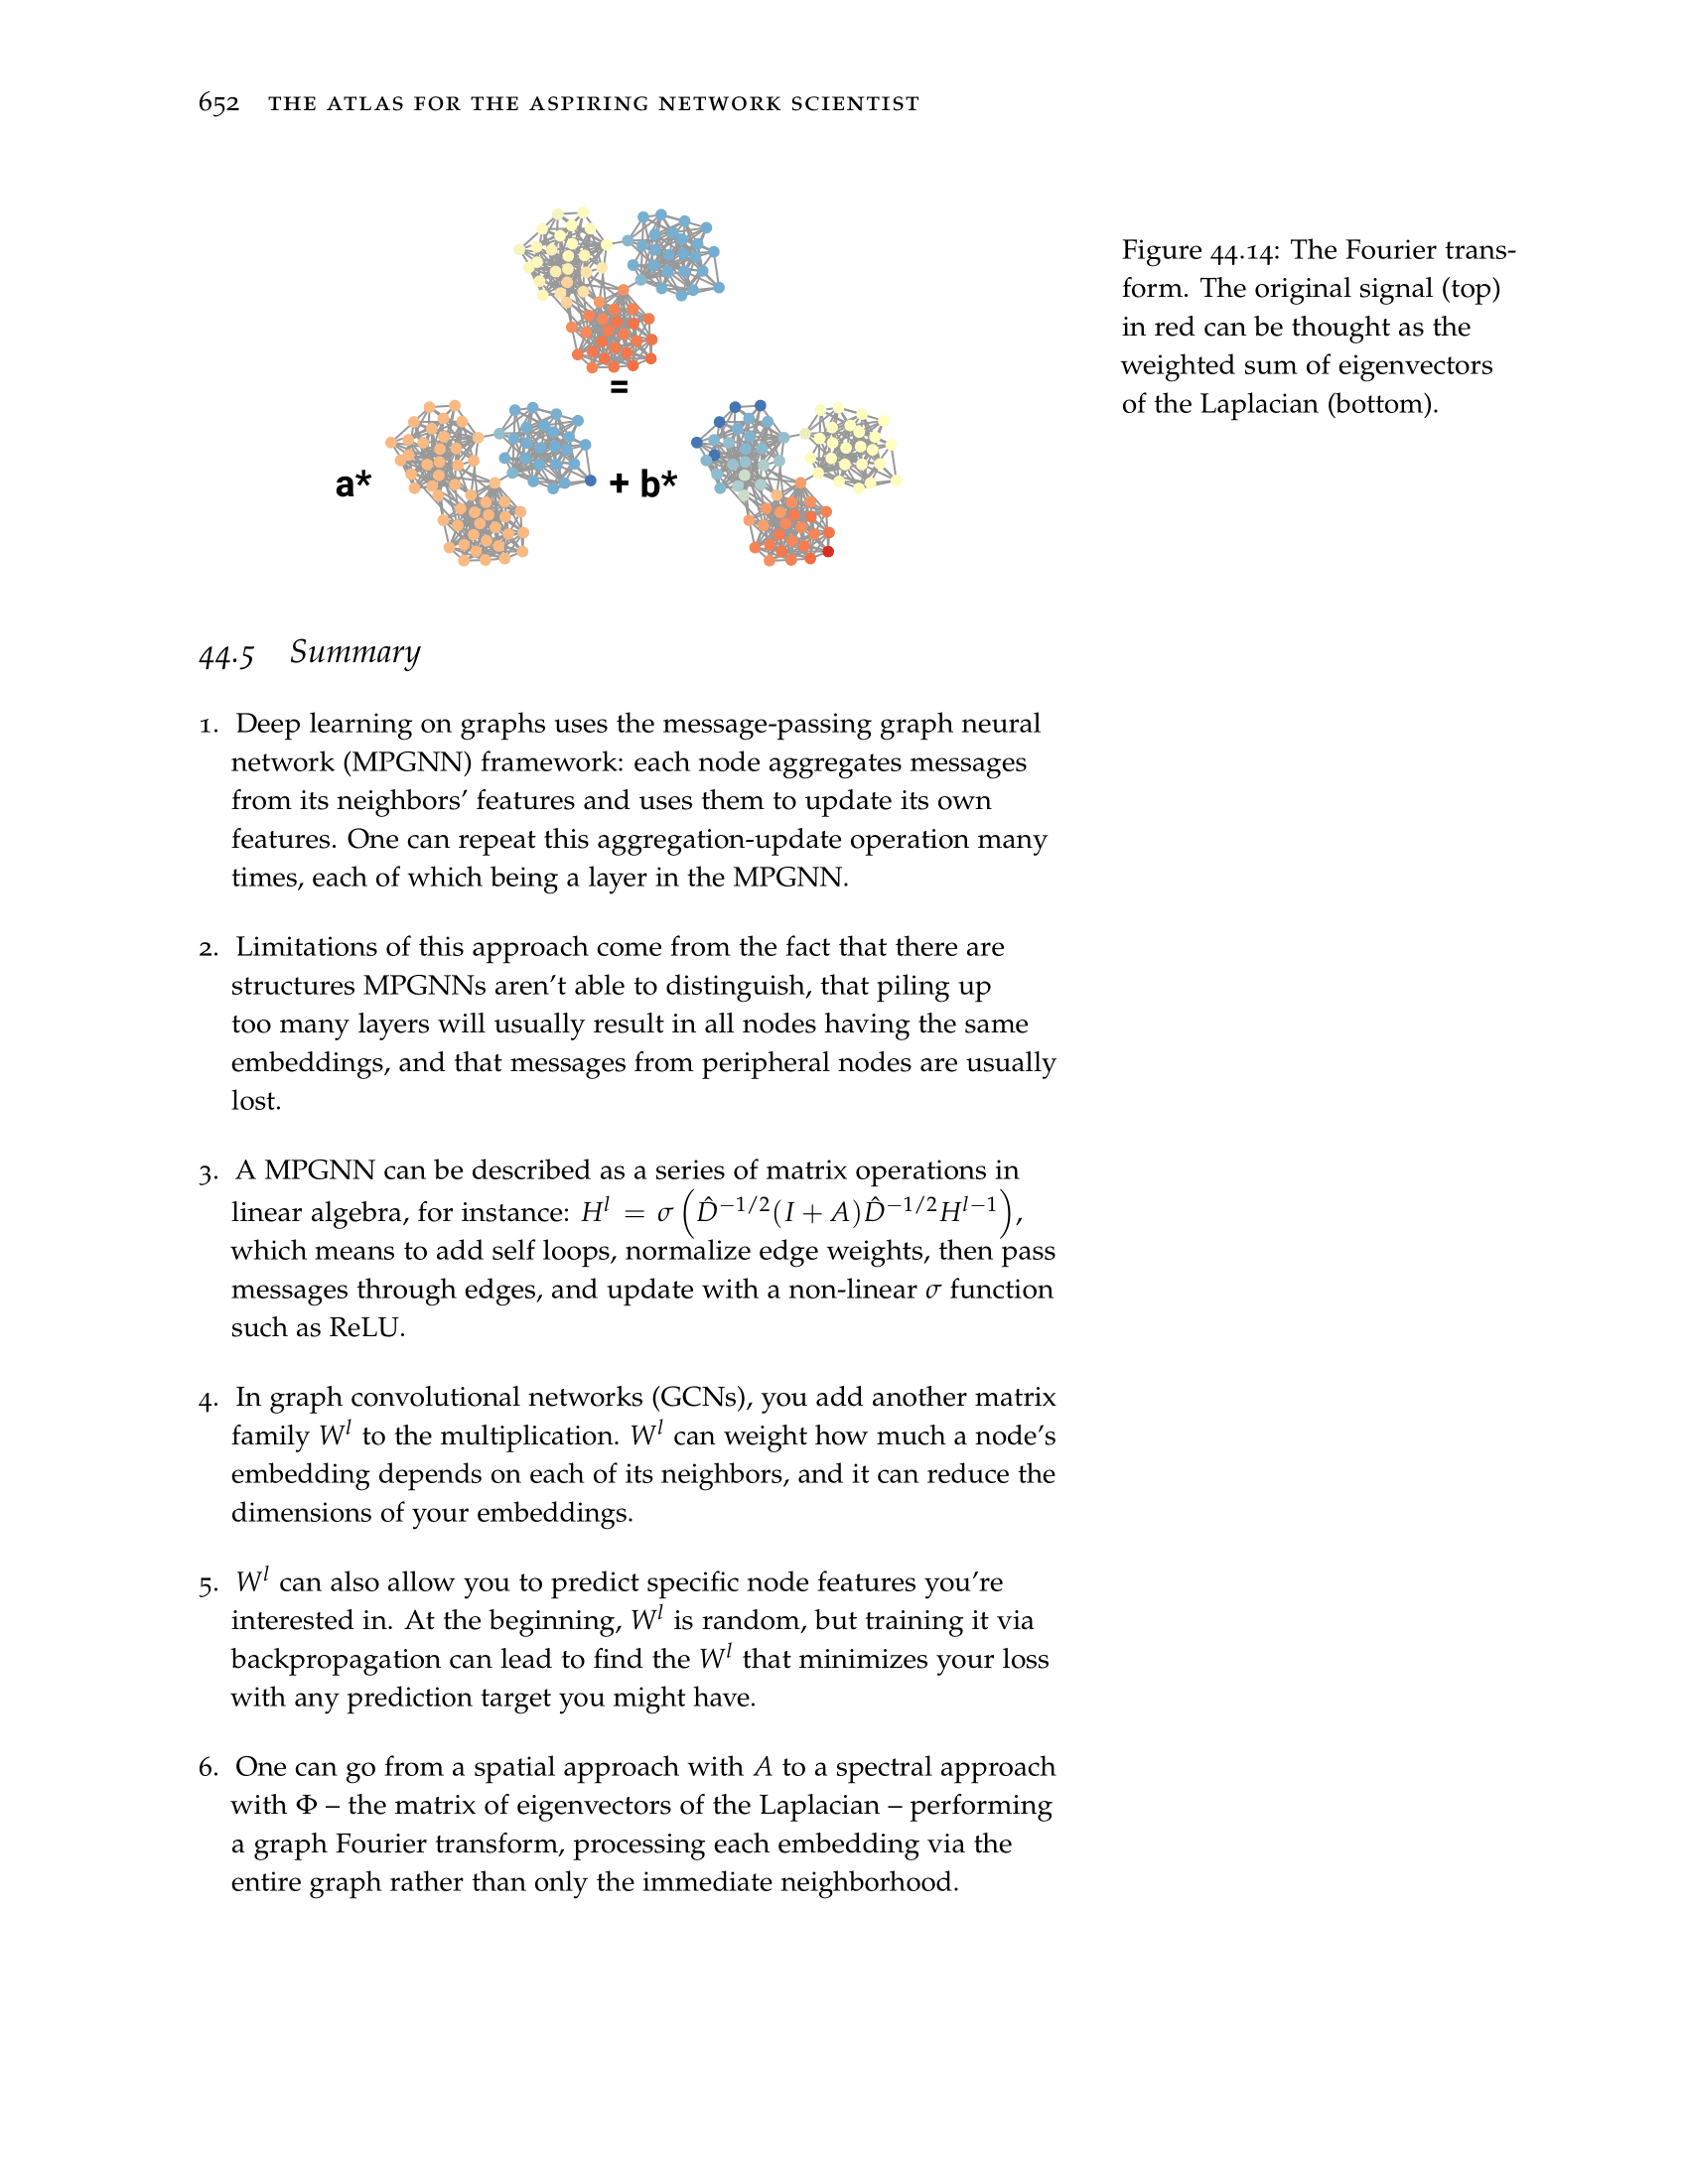 652 THE ATLAS FOR THE ASPIRING NETWORK SCIENTIST
=
a*
+ b*
Figure 44.14: The Fourier trans-
form. The original signal (top)
in red can be thought as the
weighted sum of eigenvectors
of the Laplacian (bottom).
44.5 Summary
1. Deep learning on graphs uses the message-passing graph neural
network (MPGNN) framework: each node aggregates messages
from its neighbors’ features and uses them to update its own
features. One can repeat this aggregation-update operation many
times, each of which being a layer in the MPGNN.
2. Limitations of this approach come from the fact that there are
structures MPGNNs aren’t able to distinguish, that piling up
too many layers will usually result in all nodes having the same
embeddings, and that messages from peripheral nodes are usually
lost.
3. A MPGNN can be described as a series of matrix operations in
linear algebra, for instance: $H^l = \sigma\left(\hat{D}^{-1/2}(I + A)\hat{D}^{-1/2}H^{l-1}\right)$,
which means to add self loops, normalize edge weights, then pass
messages through edges, and update with a non-linear σ function
such as ReLU.
4. In graph convolutional networks (GCNs), you add another matrix
family $W^l$ to the multiplication. $W^l$ can weight how much a node’s
embedding depends on each of its neighbors, and it can reduce the
dimensions of your embeddings.
5. $W^l$ can also allow you to predict specific node features you’re
interested in. At the beginning, $W^l$ is random, but training it via
backpropagation can lead to find the $W^l$ that minimizes your loss
with any prediction target you might have.
6. One can go from a spatial approach with A to a spectral approach
with Φ – the matrix of eigenvectors of the Laplacian – performing
a graph Fourier transform, processing each embedding via the
entire graph rather than only the immediate neighborhood.